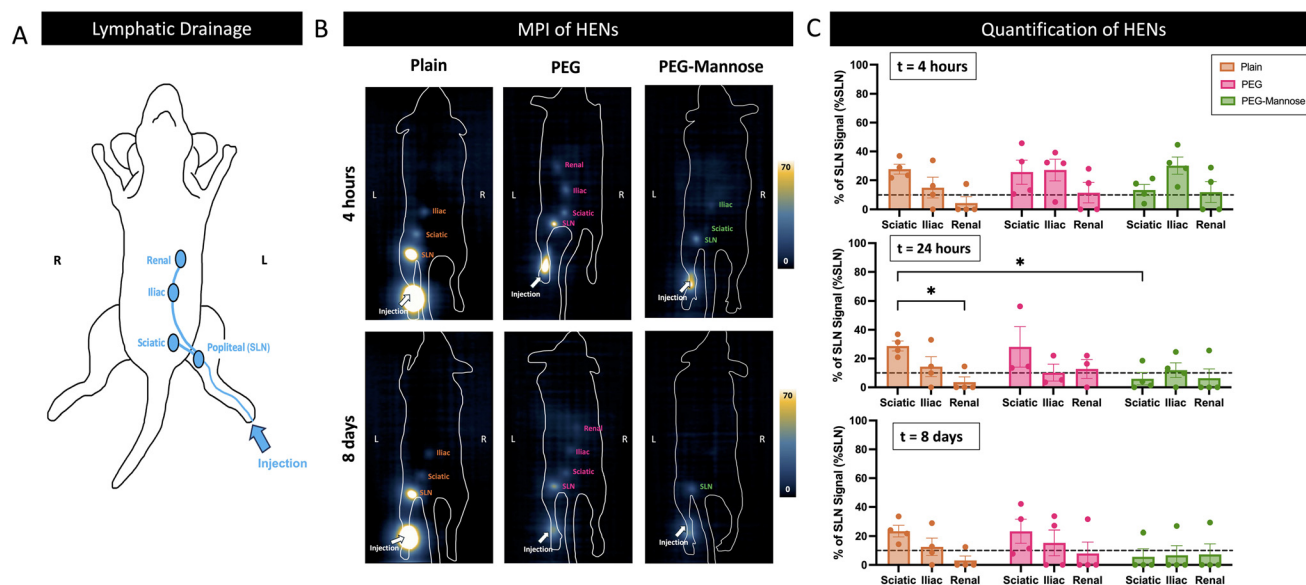 A
Lymphatic Drainage
R
L
Renal
Iliac
Sciatic
Popliteal (SLN)
Injection
B
MPI of HENs
Plain
PEG
PEG-Mannose
4 hours
L
R
Iliac
Sciatic
SLN
Injection
L
R
Renal
Iliac
Sciatic
SLN
Injection
L
R
Iliac
Sciatic
SLN
Injection
70
0
8 days
L
R
Iliac
Sciatic
SLN
Injection
L
R
Renal
Iliac
Sciatic
SLN
Injection
L
R
SLN
Injection
70
0
C
Quantification of HENs
t = 4 hours
Plain
PEG
PEG-Mannose
% of SLN Signal (%SLN)
100
80
60
40
20
0
Sciatic Iliac Renal Sciatic Iliac Renal Sciatic Iliac Renal
t = 24 hours
% of SLN Signal (%SLN)
100
80
60
40
20
0
*
*
Sciatic Iliac Renal Sciatic Iliac Renal Sciatic Iliac Renal
t = 8 days
% of SLN Signal (%SLN)
100
80
60
40
20
0
Sciatic Iliac Renal Sciatic Iliac Renal Sciatic Iliac Renal